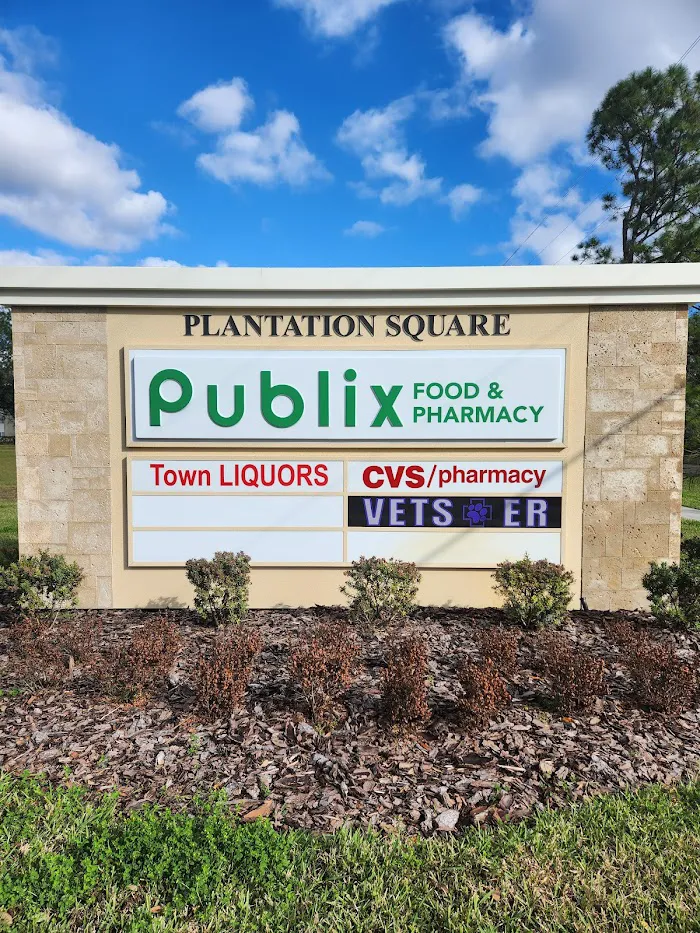 PLANTATION SQUARE
Publix FOOD &
PHARMACY
Town LIQUORS
CVS/pharmacy
VETS ER